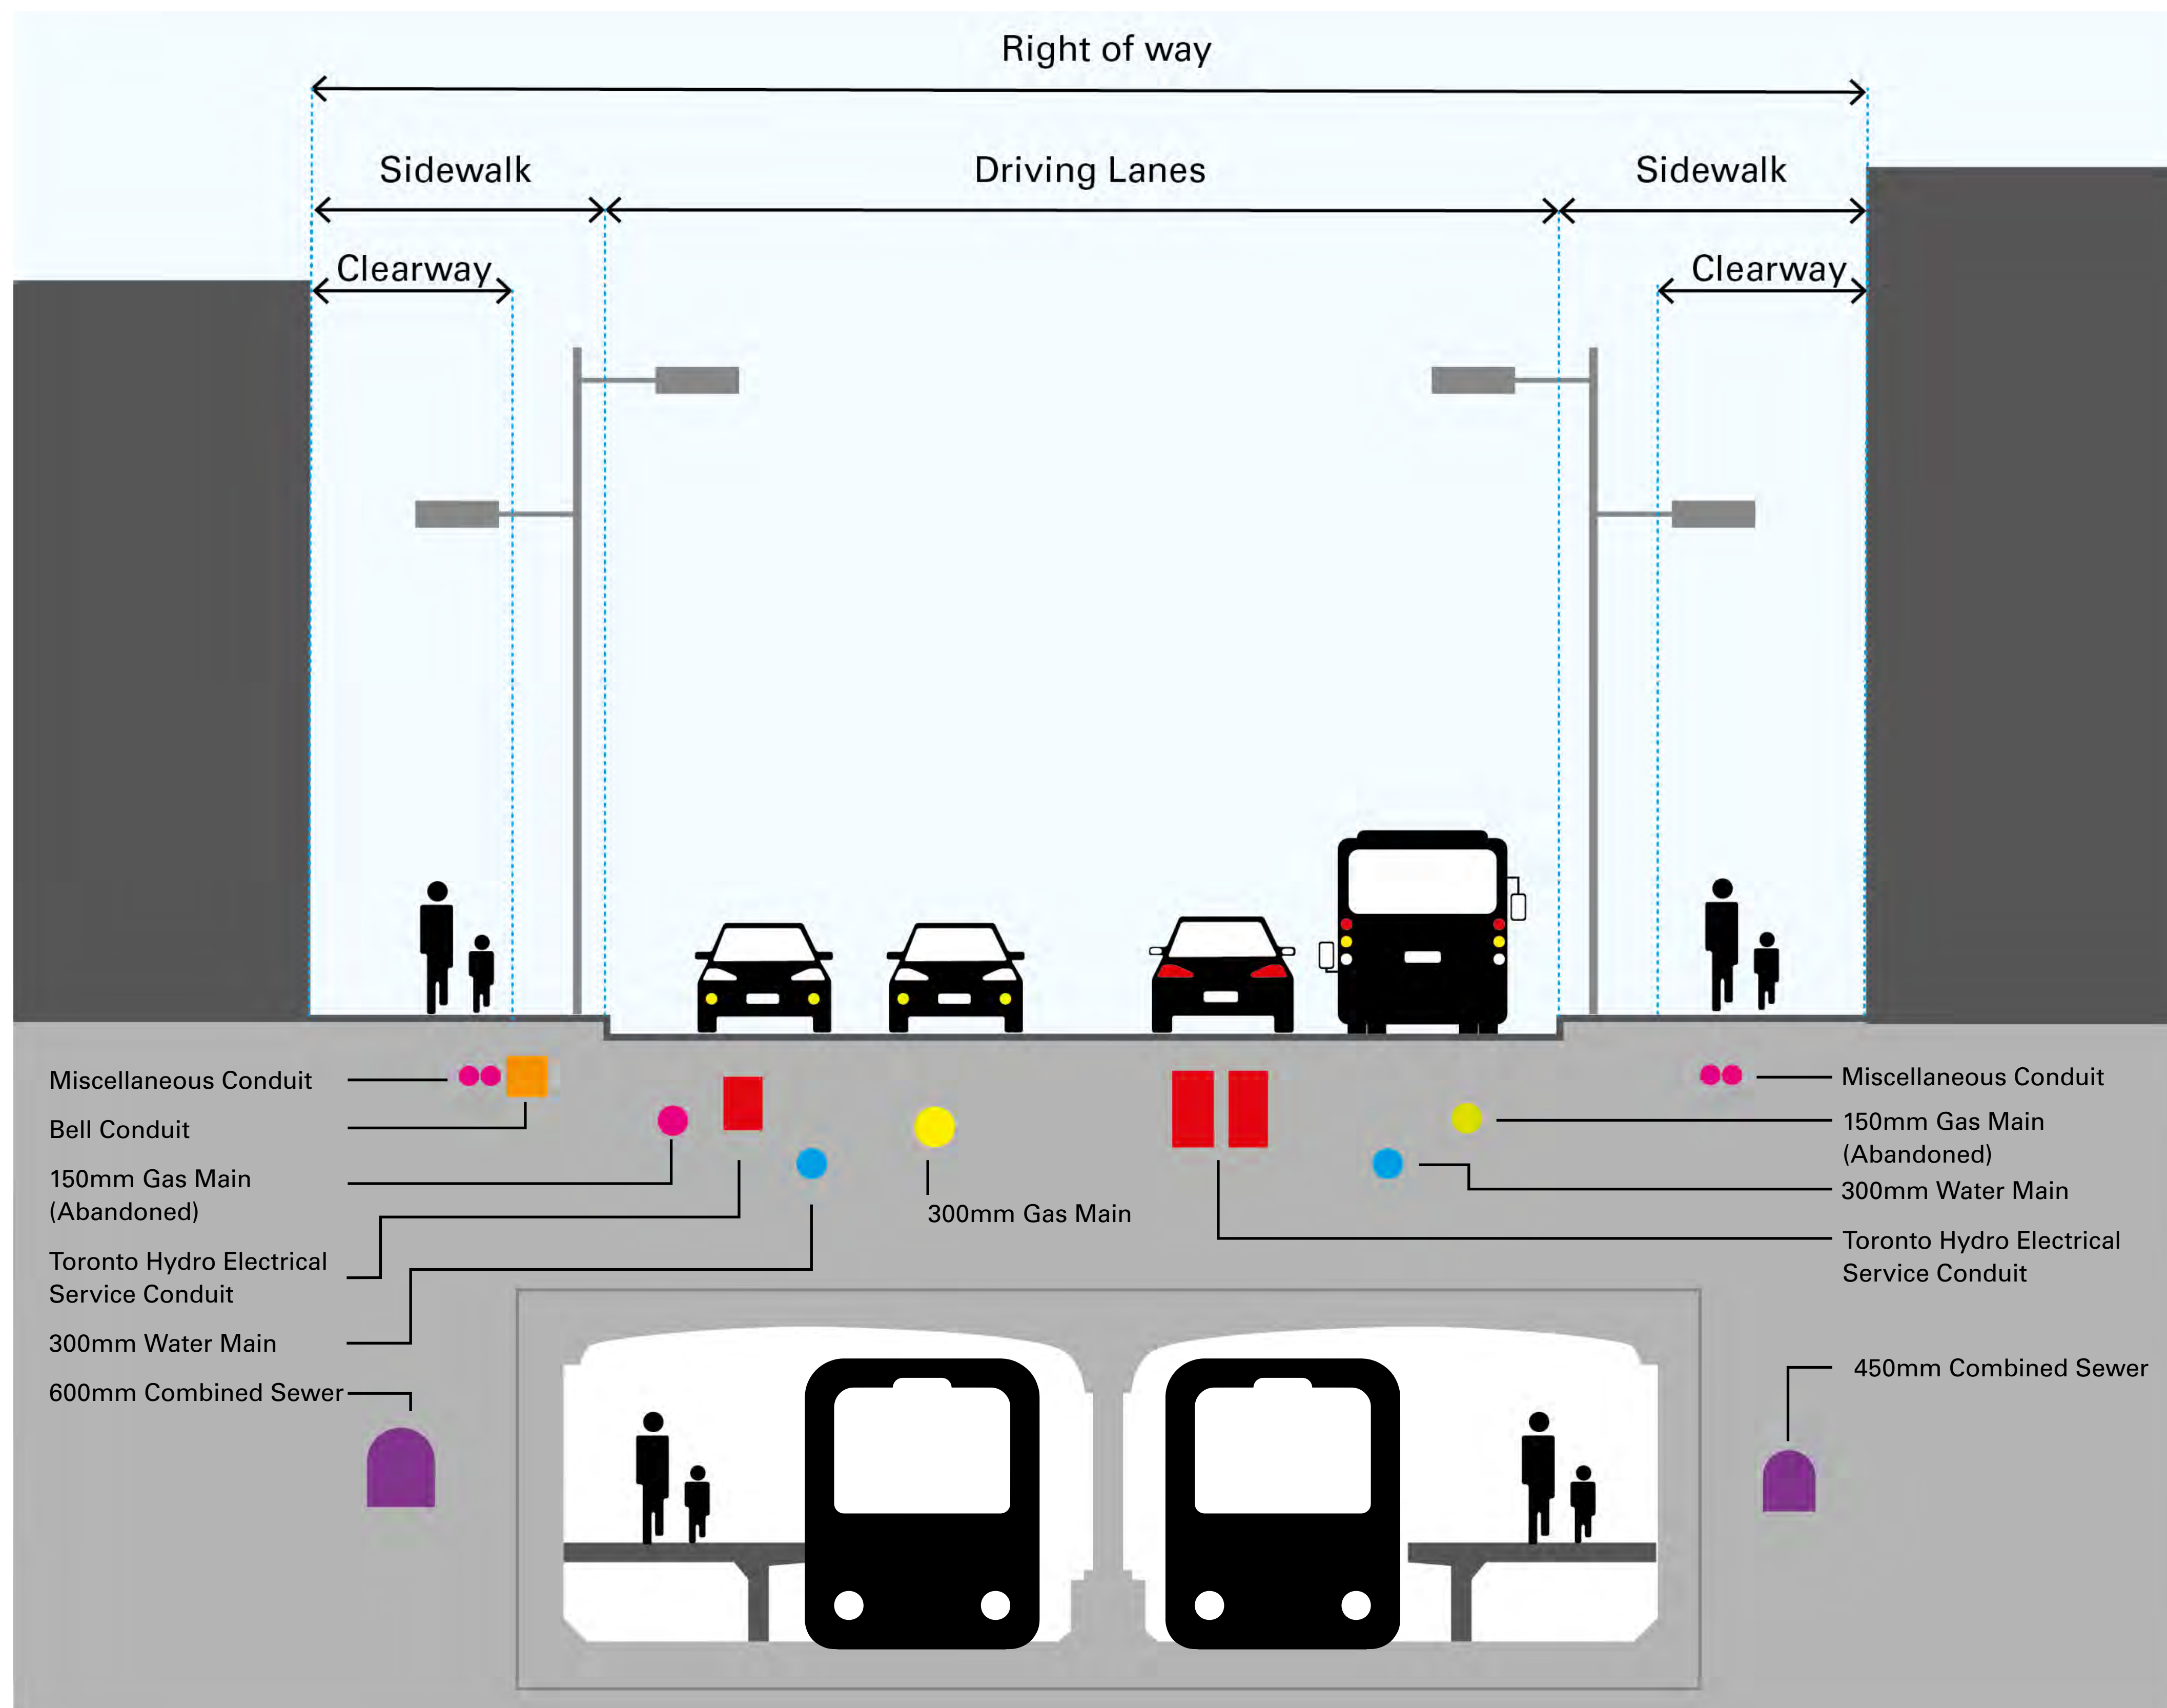 Right of way
Sidewalk
Driving Lanes
Sidewalk
Clearway
Clearway
Miscellaneous Conduit
Bell Conduit
150mm Gas Main
(Abandoned)
Toronto Hydro Electrical
Service Conduit
300mm Water Main
600mm Combined Sewer
300mm Gas Main
Miscellaneous Conduit
150mm Gas Main
(Abandoned)
300mm Water Main
Toronto Hydro Electrical
Service Conduit
450mm Combined Sewer